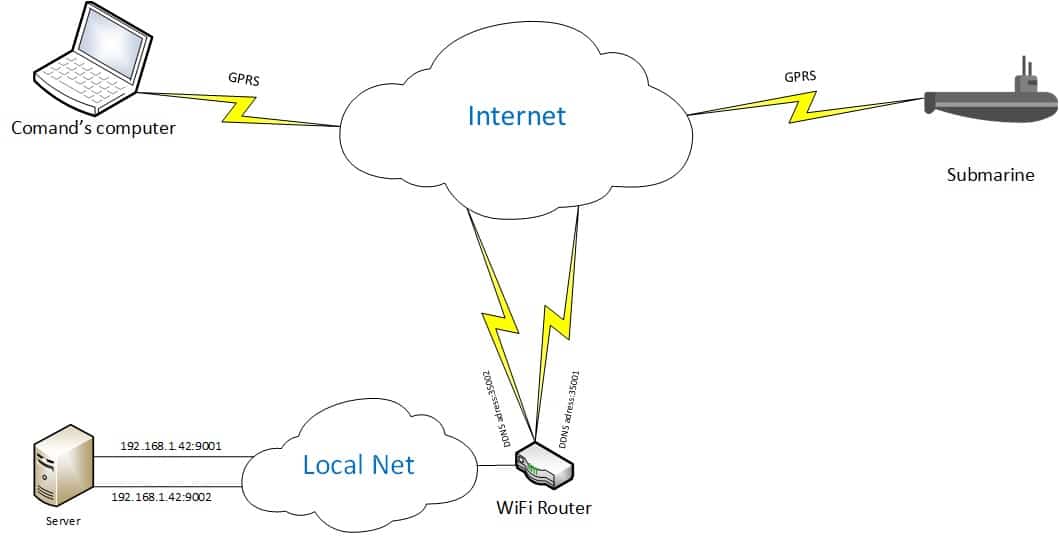 GPRS
GPRS
Internet
Comand's computer
Submarine
DDNS adress:35002
DDNS adress:35001
192.168.1.42:9001
Local Net
192.168.1.42:9002
WiFi Router
Server